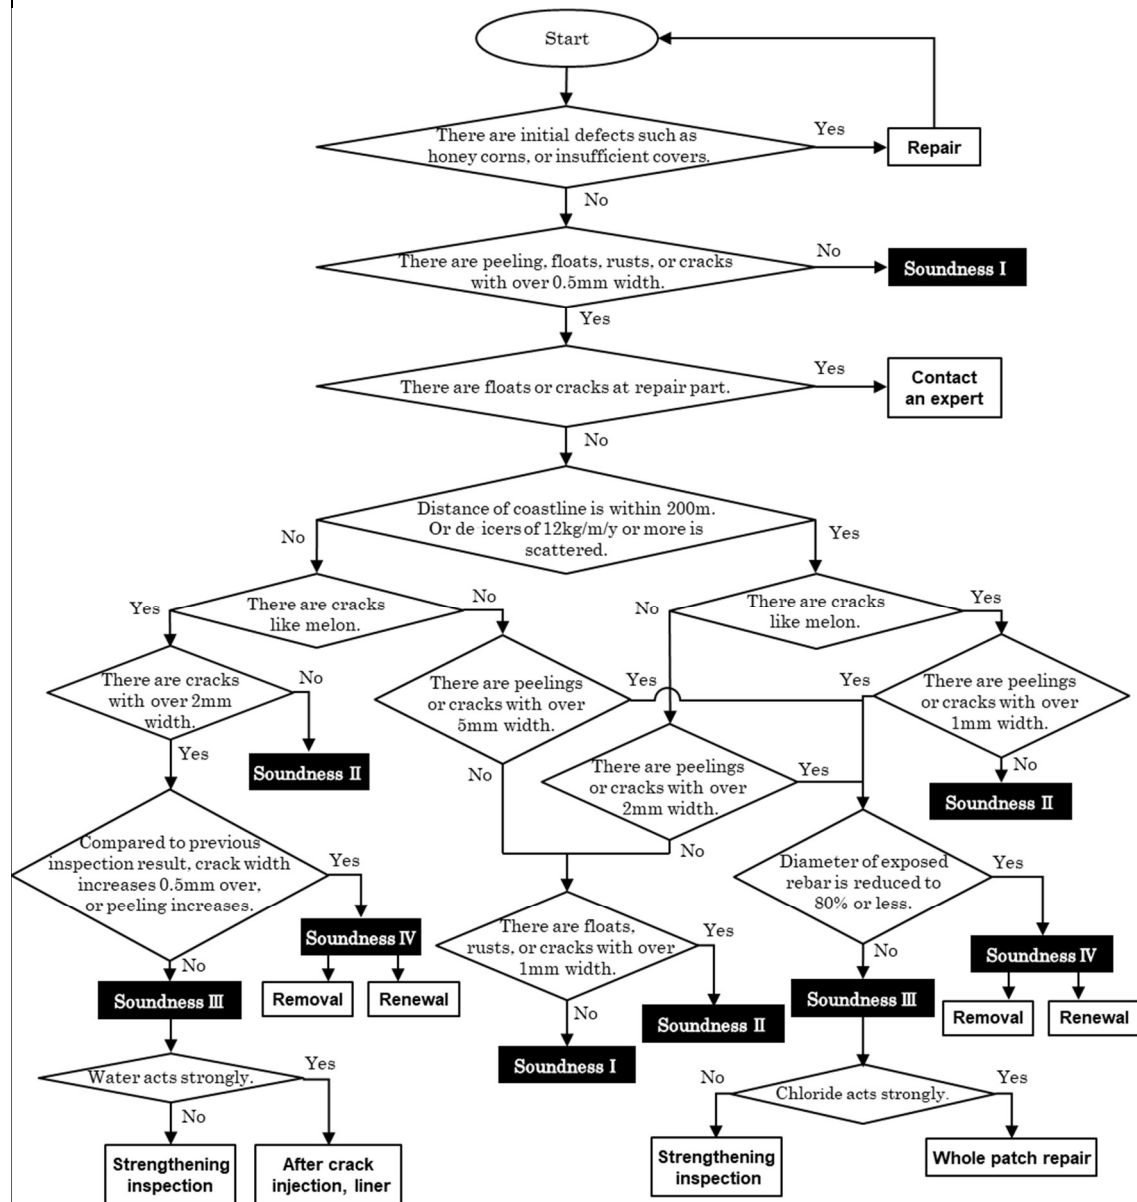 Start
There are initial defects such as
honey corns, or insufficient covers.
Yes
Repair
No
There are peeling, floats, rusts, or cracks
with over 0.5mm width.
No
Soundness Ⅰ
Yes
There are floats or cracks at repair part.
Yes
Contact
an expert
No
Distance of coastline is within 200m.
Or de-icers of 12kg/m/y or more is
scattered.
No
Yes
There are cracks
like melon.
Yes
No
There are cracks
like melon.
No
Yes
There are cracks
with over 2mm
width.
No
Soundness Ⅱ
Yes
There are peelings
or cracks with over
5mm width.
Yes
No
There are peelings
or cracks with over
1mm width.
Yes
No
Soundness Ⅱ
There are peelings
or cracks with over
2mm width.
Yes
No
Compared to previous
inspection result, crack width
increases 0.5mm over,
or peeling increases.
Yes
Soundness Ⅳ
Removal
Renewal
No
Soundness Ⅲ
There are floats,
rusts, or cracks with over
1mm width.
Yes
Soundness Ⅱ
No
Soundness Ⅰ
Diameter of exposed
rebar is reduced to
80% or less.
Yes
Soundness Ⅳ
Removal
Renewal
No
Soundness Ⅲ
Water acts strongly.
Yes
No
Strengthening
inspection
After crack
injection, liner
Chloride acts strongly.
No
Yes
Strengthening
inspection
Whole patch repair